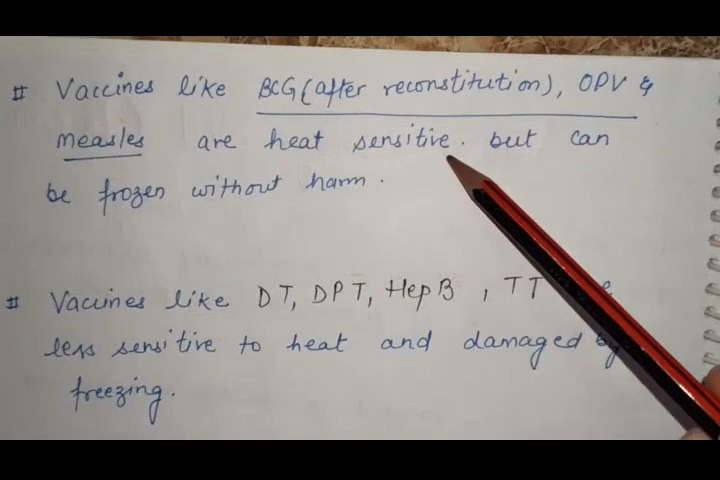 # Vaccines like BCG (after reconstitution), OPV &
measles are heat sensitive. but can
be frozen without harm.
# Vaccines like DT, DPT, Hep B, TT
less sensitive to heat and damaged by
freezing.